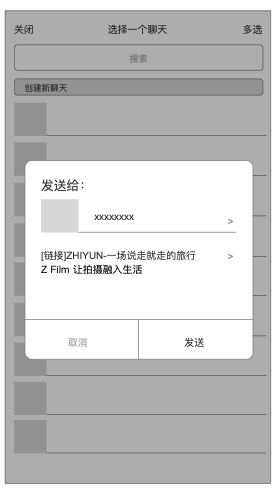 关闭 选择一个聊天 多选
搜索
创建新聊天
发送给：
xxxxxxxx >
[链接]ZHIYUN-一场说走就走的旅行 >
Z Film 让拍摄融入生活
取消 发送